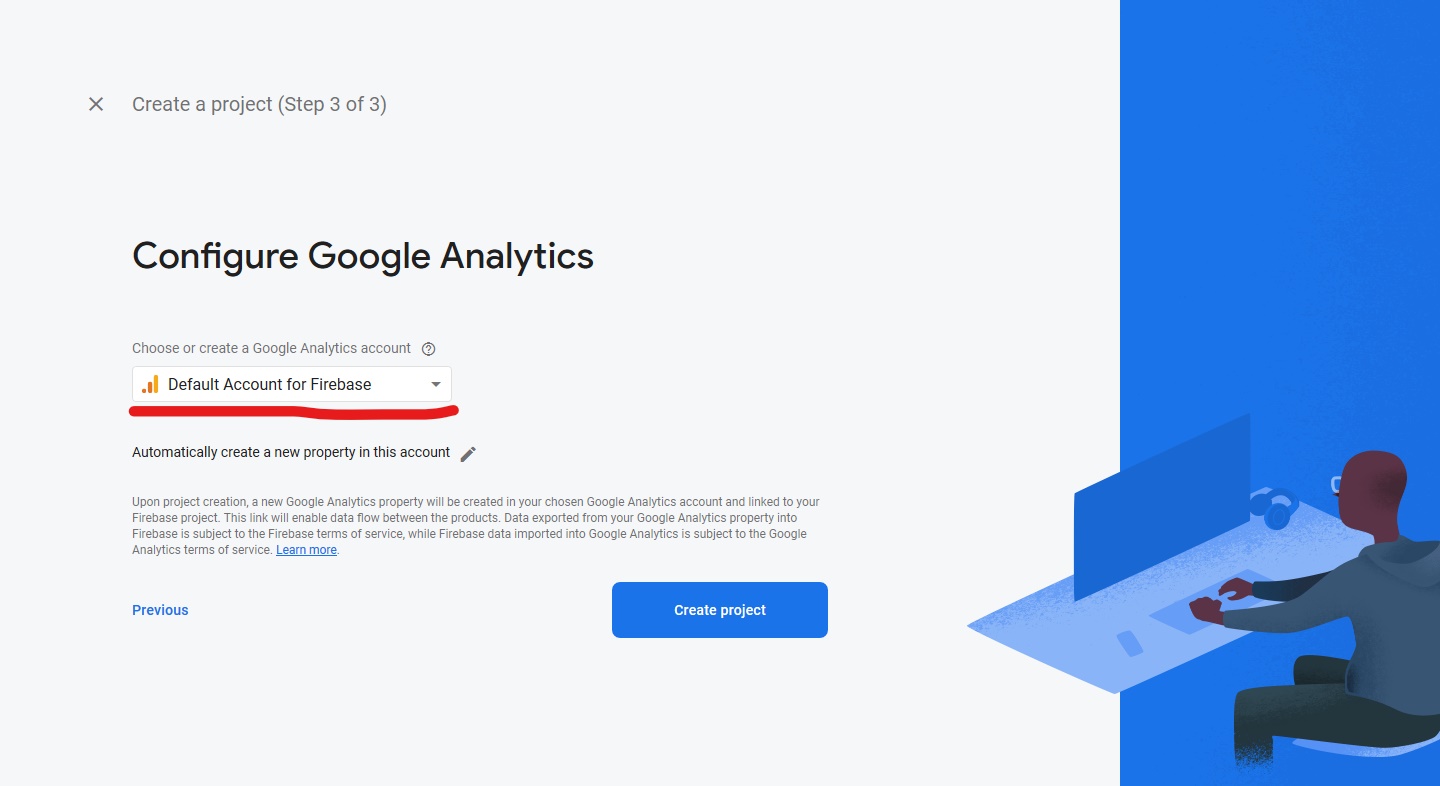 Create a project (Step 3 of 3)
Configure Google Analytics
Choose or create a Google Analytics account
Default Account for Firebase
Automatically create a new property in this account
Upon project creation, a new Google Analytics property will be created in your chosen Google Analytics account and linked to your
Firebase project. This link will enable data flow between the products. Data exported from your Google Analytics property into
Firebase is subject to the Firebase terms of service, while Firebase data imported into Google Analytics is subject to the Google
Analytics terms of service. Learn more.
Previous
Create project